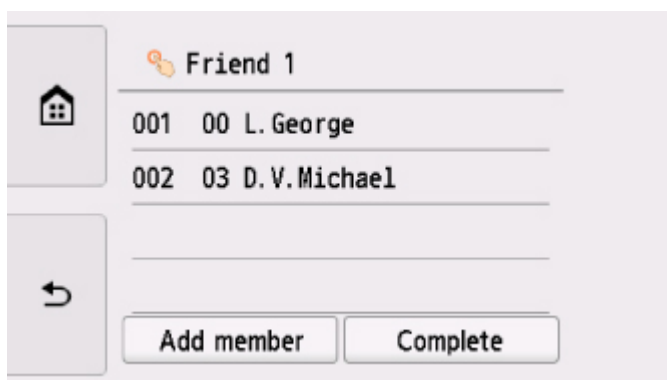 Friend 1
001 00 L.George
002 03 D.V.Michael
Add member Complete